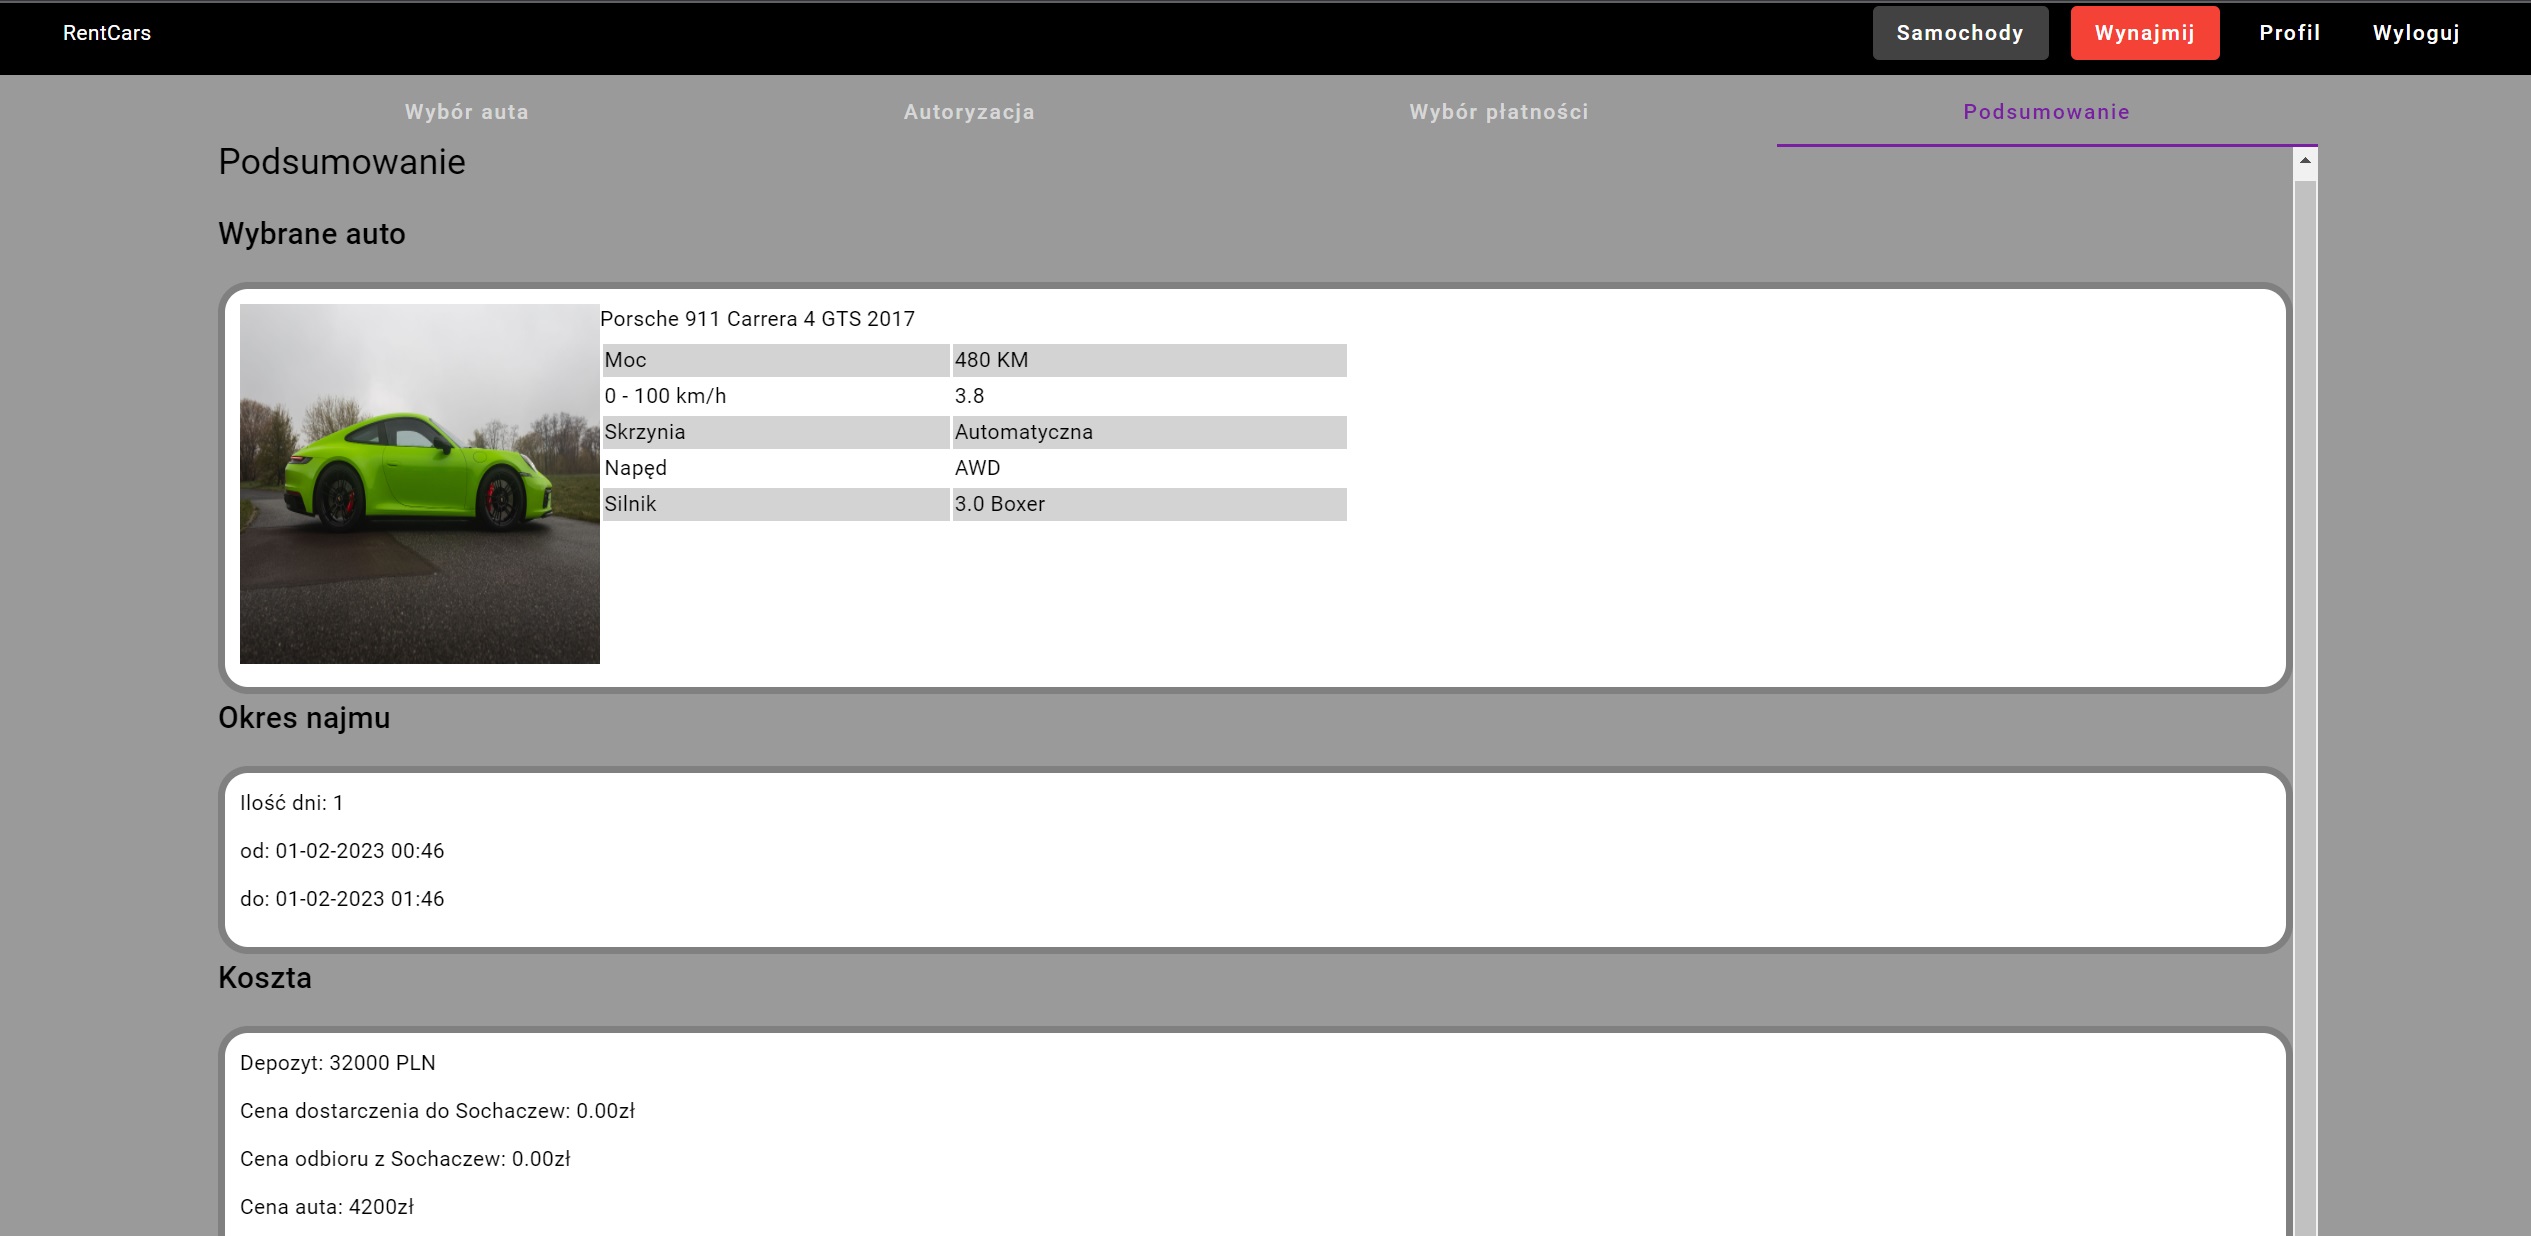 RentCars Samochody Wynajmij Profil Wyloguj
Wybór auta Autoryzacja Wybór płatności Podsumowanie
Podsumowanie
Wybrane auto
Porsche 911 Carrera 4 GTS 2017
Moc 480 KM
0 - 100 km/h 3.8
Skrzynia Automatyczna
Napęd AWD
Silnik 3.0 Boxer
Okres najmu
Ilość dni: 1
od: 01-02-2023 00:46
do: 01-02-2023 01:46
Koszta
Depozyt: 32000 PLN
Cena dostarczenia do Sochaczew: 0.00zł
Cena odbioru z Sochaczew: 0.00zł
Cena auta: 4200zł